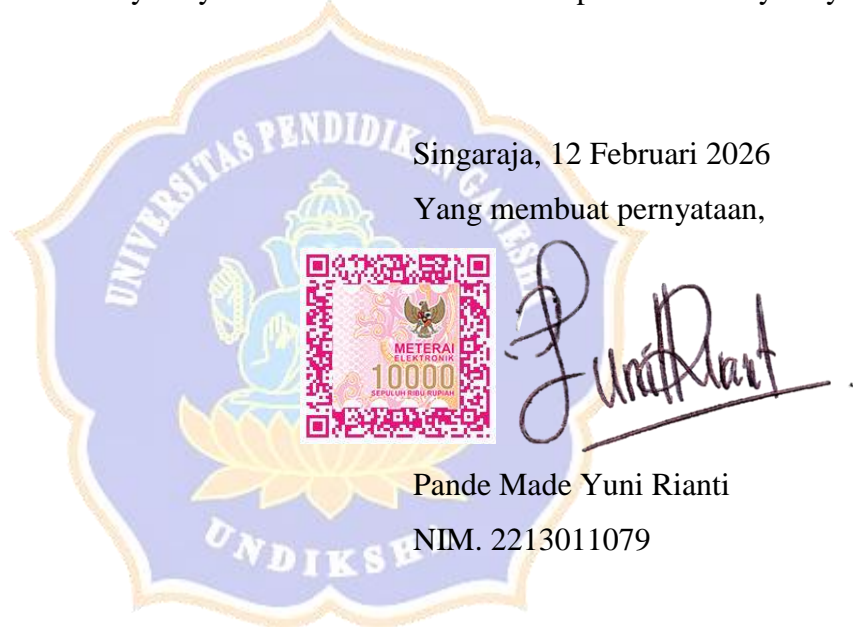 Singaraja, 12 Februari 2026
Yang membuat pernyataan,
UNIVERSITAS PENDIDIKAN GANESHA
METERAI
ELEKTRONIK
10000
SEPULUH RIBU RUPIAH
Pande Made Yuni Rianti
NIM. 2213011079
UNDIKSHA